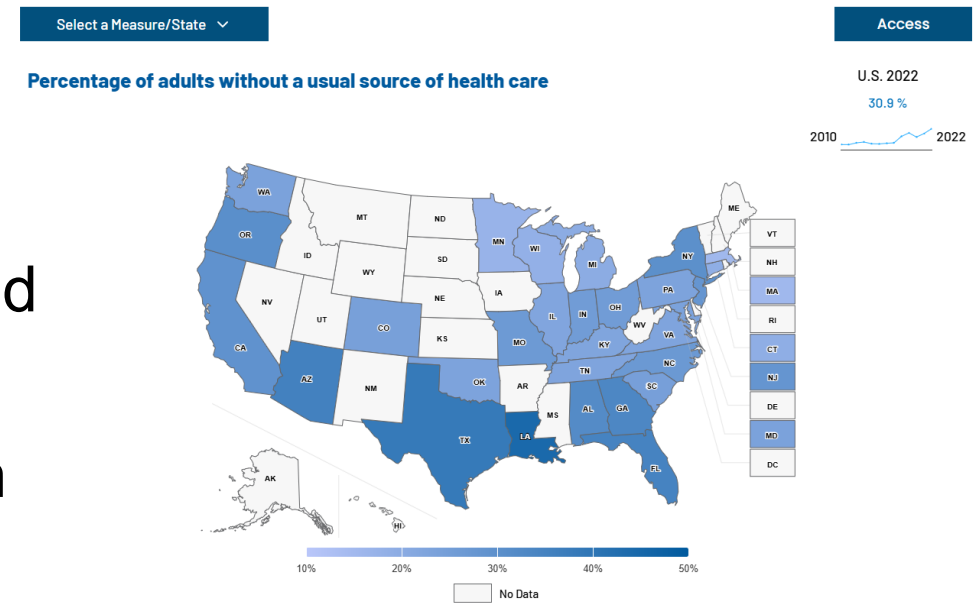 Select a Measure/State
Access
Percentage of adults without a usual source of health care
U.S. 2022
30.9 %
2010
2022
d
n
WA
OR
CA
NV
ID
MT
WY
UT
AZ
CO
NM
ND
SD
NE
KS
OK
TX
MN
IA
MO
AR
LA
WI
IL
MI
IN
OH
KY
TN
MS
AL
GA
FL
SC
NC
VA
WV
PA
NY
ME
VT
NH
MA
RI
CT
NJ
DE
MD
DC
AK
HI
10%
20%
30%
40%
50%
No Data